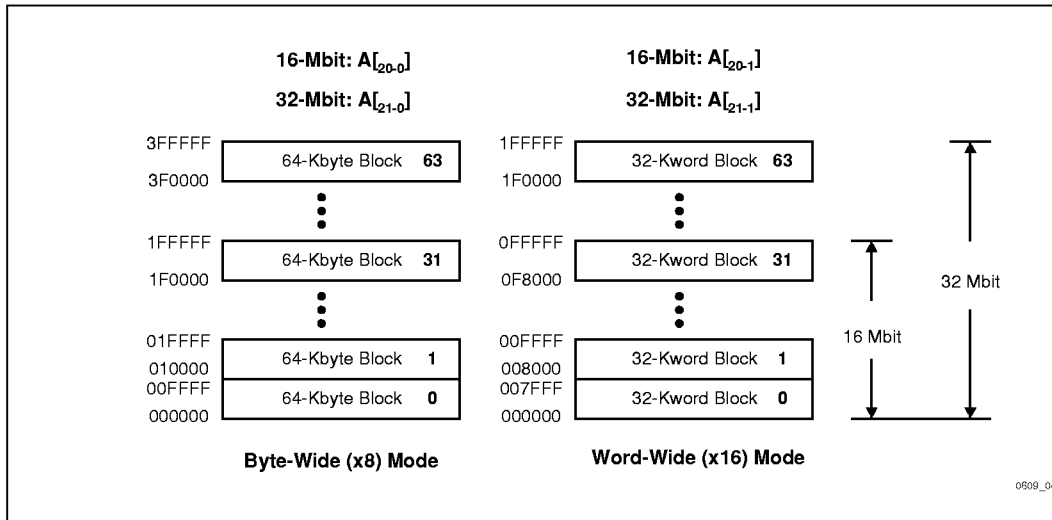 16-Mbit: A[20-0]
32-Mbit: A[21-0]
3FFFFF
64-Kbyte Block 63
3F0000
1FFFFF
64-Kbyte Block 31
1F0000
01FFFF
64-Kbyte Block 1
010000
00FFFF
64-Kbyte Block 0
000000
Byte-Wide (x8) Mode
16-Mbit: A[20-1]
32-Mbit: A[21-1]
1FFFFF
32-Kword Block 63
1F0000
0FFFFF
32-Kword Block 31
0F8000
00FFFF
32-Kword Block 1
008000
007FFF
32-Kword Block 0
000000
Word-Wide (x16) Mode
16 Mbit
32 Mbit
0609_04